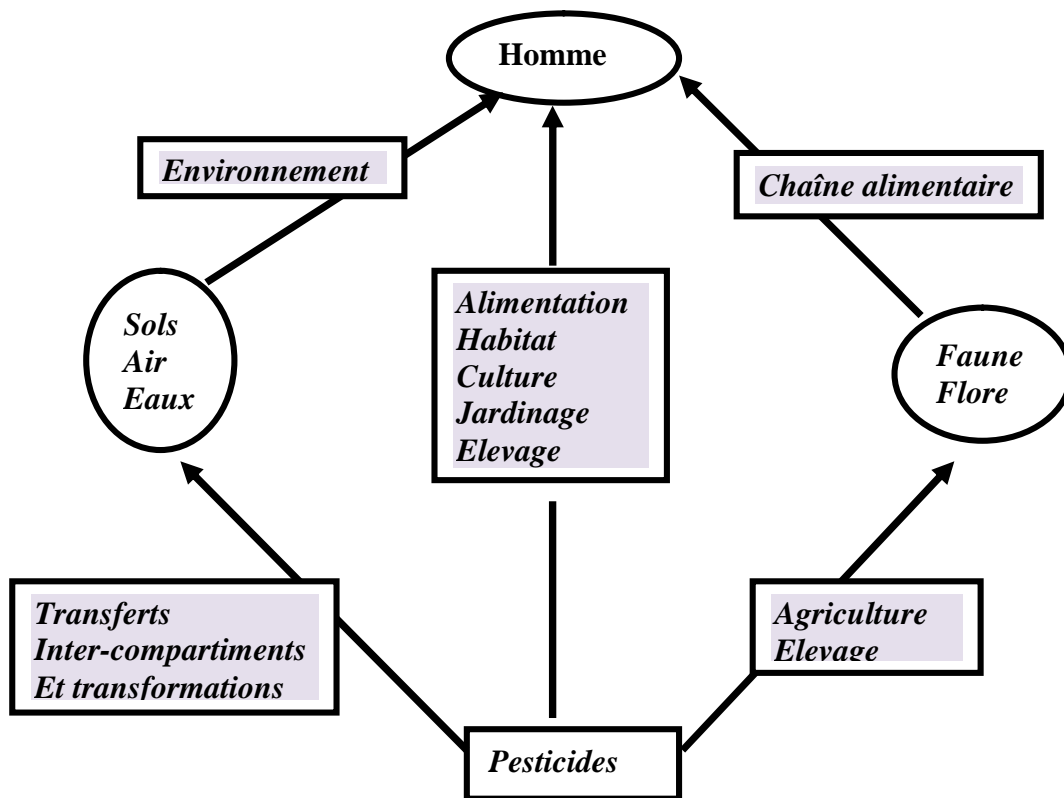 Homme
Environnement
Chaîne alimentaire
Alimentation
Habitat
Culture
Jardinage
Elevage
Sols
Air
Eaux
Faune
Flore
Transferts
Inter-compartiments
Et transformations
Agriculture
Elevage
Pesticides